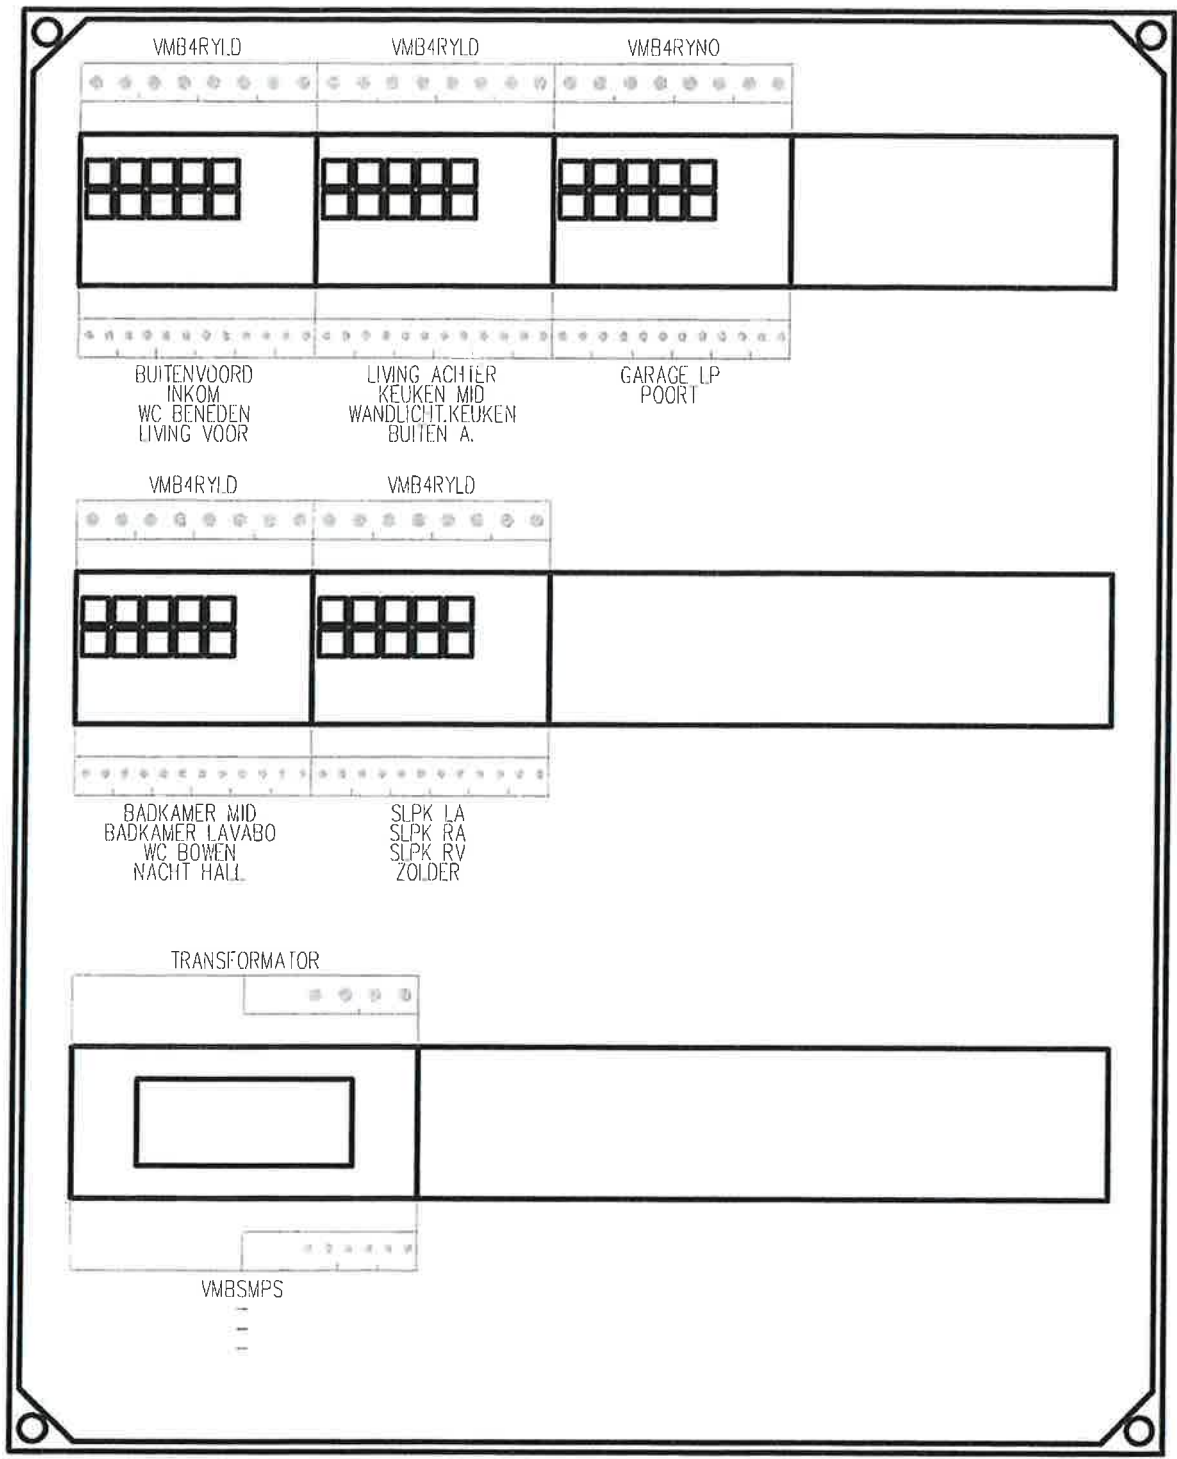 VMB4RYLD
VMB4RYLD
VMB4RYNO
BUITENVOORD
INKOM
WC BENEDEN
LIVING VOOR
LIVING ACHTER
KEUKEN MID
WANDLICHT.KEUKEN
BUITEN A.
GARAGE LP
POORT
VMB4RYLD
VMB4RYLD
BADKAMER MID
BADKAMER LAVABO
WC BOWEN
NACHT HALL
SLPK LA
SLPK RA
SLPK RV
ZOLDER
TRANSFORMATOR
VMBSMPS